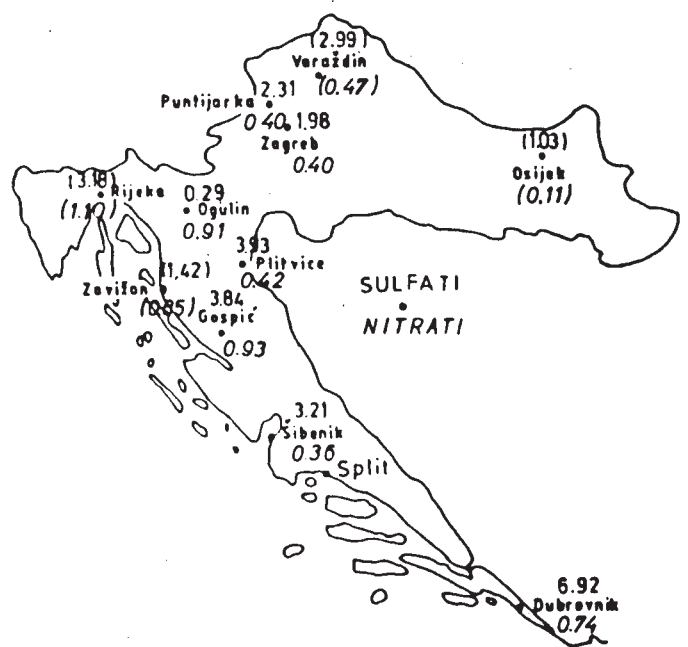 (2.99)
Varaždin
(0.47)
2.31
Puntijarka
0.40
1.98
Zagreb
0.40
(1.03)
Osijek
(0.11)
(3.18)
Rijeka
0.29
Ogulin
0.91
3.93
Plitvice
0.42
(1,42)
Zavižan
(0.85)
3.84
Gospić
0.93
SULFATI
NITRATI
3.21
Šibenik
0.36
Split
6.92
Dubrovnik
0.74